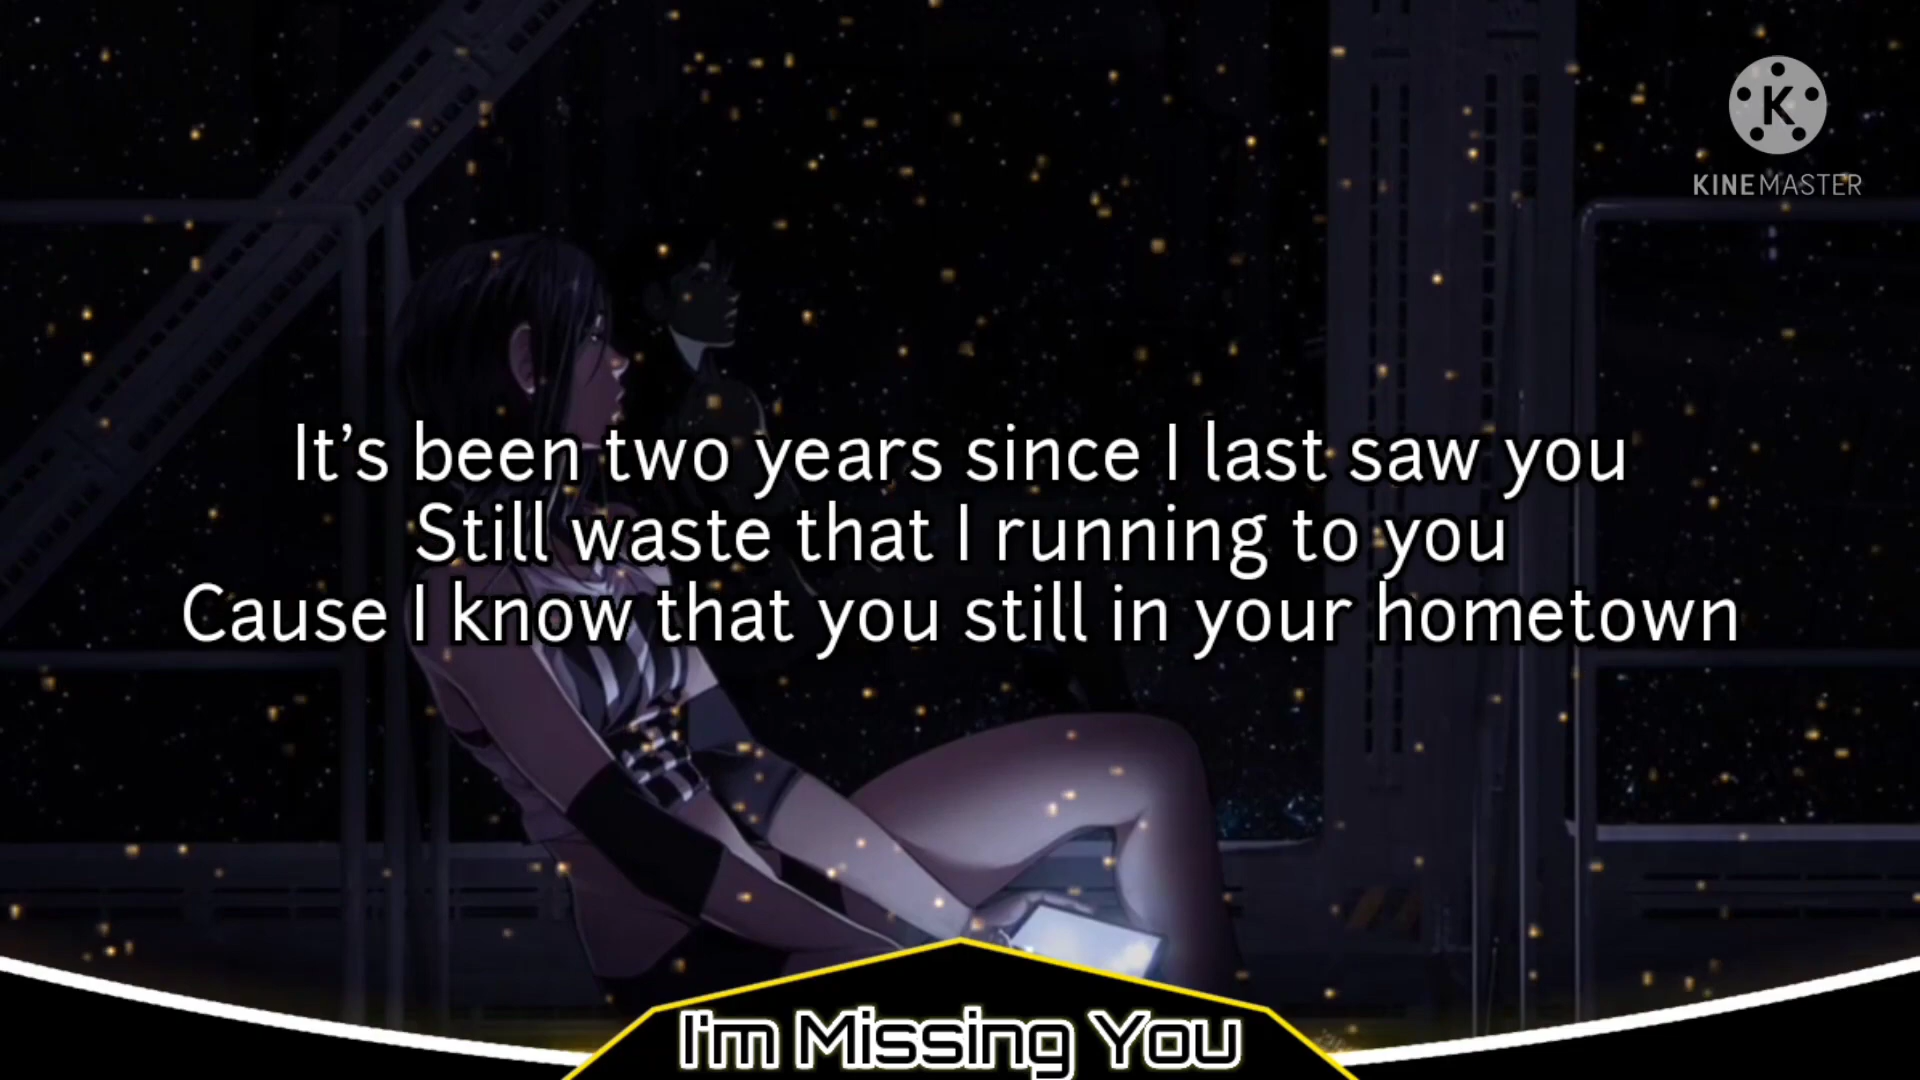 K
KINEMASTER
It's been two years since I last saw you
Still waste that I running to you
Cause I know that you still in your hometown
I'm Missing You